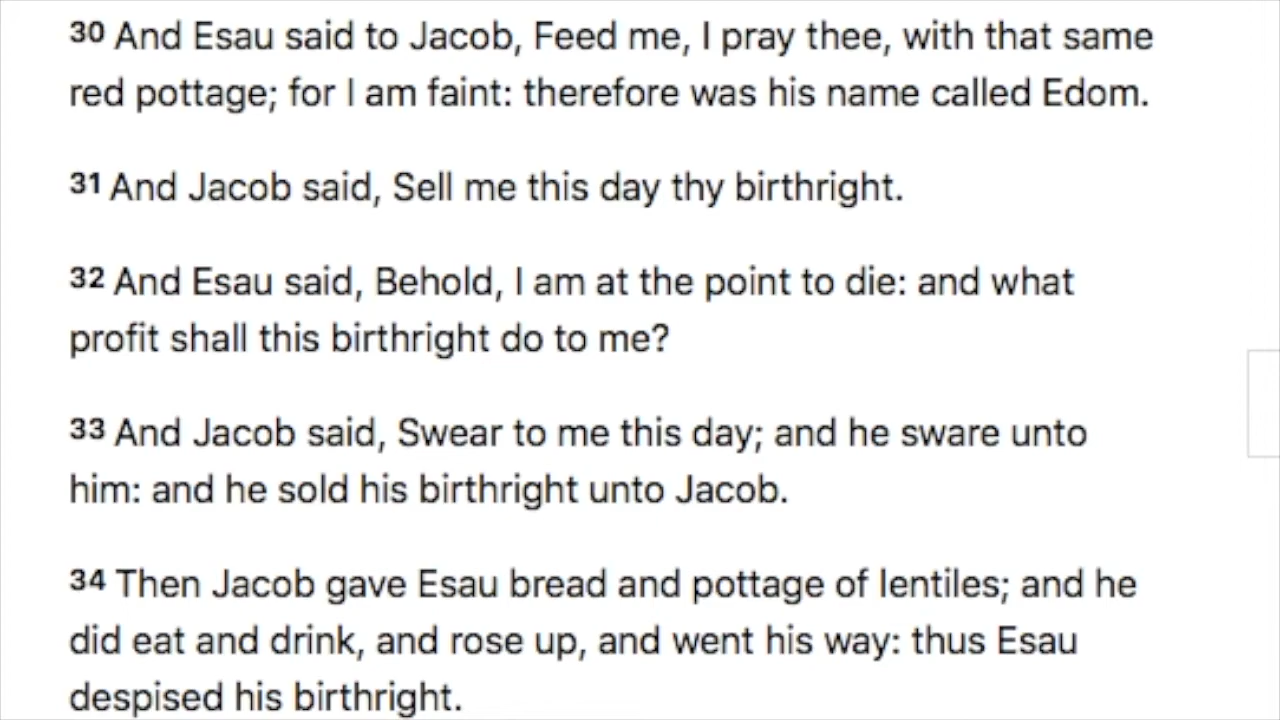 30 And Esau said to Jacob, Feed me, I pray thee, with that same
red pottage; for I am faint: therefore was his name called Edom.
31 And Jacob said, Sell me this day thy birthright.
32 And Esau said, Behold, I am at the point to die: and what
profit shall this birthright do to me?
33 And Jacob said, Swear to me this day; and he sware unto
him: and he sold his birthright unto Jacob.
34 Then Jacob gave Esau bread and pottage of lentiles; and he
did eat and drink, and rose up, and went his way: thus Esau
despised his birthright.